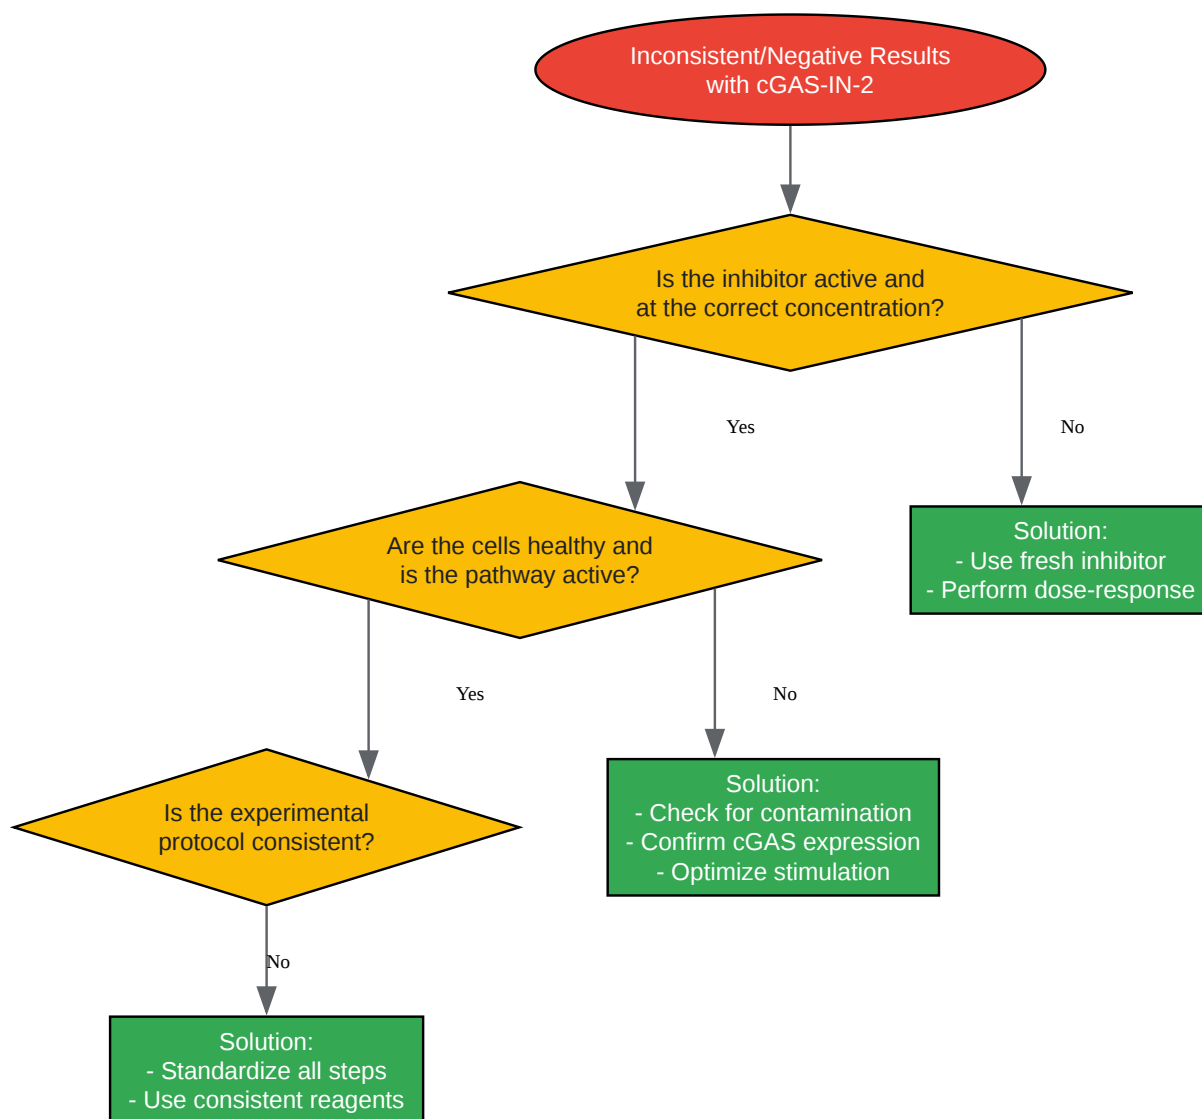 Inconsistent/Negative Results
with cGAS-IN-2
Is the inhibitor active and
at the correct concentration?
Yes
No
Solution:
- Use fresh inhibitor
- Perform dose-response
Are the cells healthy and
is the pathway active?
Yes
No
Solution:
- Check for contamination
- Confirm cGAS expression
- Optimize stimulation
Is the experimental
protocol consistent?
No
Solution:
- Standardize all steps
- Use consistent reagents